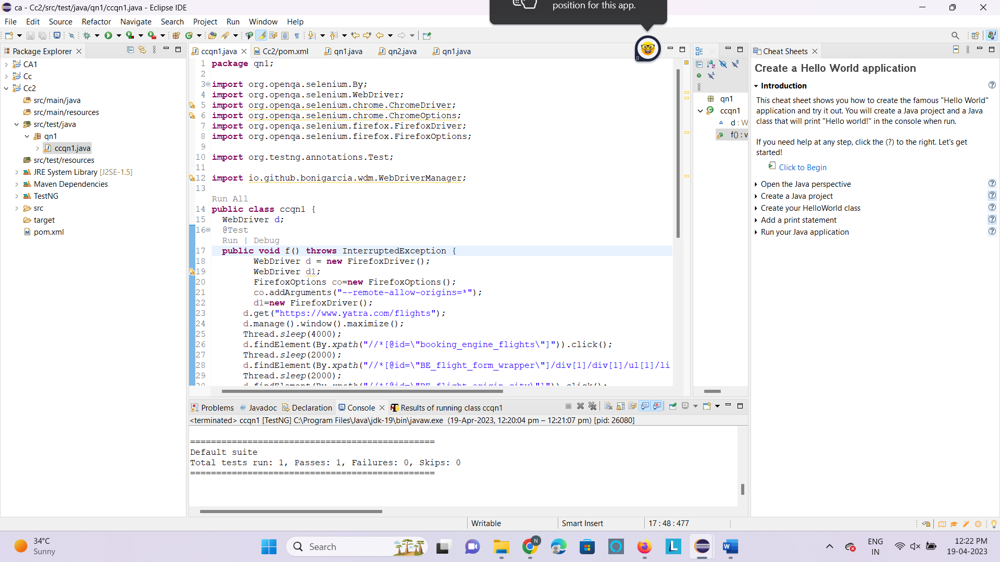 ca - Cc2/src/test/java/qn1/ccqn1.java - Eclipse IDE
position for this app.
File Edit Source Refactor Navigate Search Project Run Window Help
Package Explorer
CA1
Cc
Cc2
src/main/java
src/main/resources
src/test/java
qn1
ccqn1.java
src/test/resources
JRE System Library [J2SE-1.5]
Maven Dependencies
TestNG
src
target
pom.xml
ccqn1.java Cc2/pom.xml qn1.java qn2.java qn1.java
1 package qn1;
2
3 import org.openqa.selenium.By;
4 import org.openqa.selenium.WebDriver;
5 import org.openqa.selenium.chrome.ChromeDriver;
6 import org.openqa.selenium.chrome.ChromeOptions;
7 import org.openqa.selenium.firefox.FirefoxDriver;
8 import org.openqa.selenium.firefox.FirefoxOptions;
9
10 import org.testng.annotations.Test;
11
12 import io.github.bonigarcia.wdm.WebDriverManager;
13
Run All
14 public class ccqn1 {
15 WebDriver d;
16 @Test
Run | Debug
17 public void f() throws InterruptedException {
18 WebDriver d = new FirefoxDriver();
19 WebDriver d1;
20 FirefoxOptions co=new FirefoxOptions();
21 co.addArguments("--remote-allow-origins=*");
22 d1=new FirefoxDriver();
23 d.get("https://www.yatra.com/flights");
24 d.manage().window().maximize();
25 Thread.sleep(4000);
26 d.findElement(By.xpath("//*[@id=\"booking_engine_flights\"]")).click();
27 Thread.sleep(2000);
28 d.findElement(By.xpath("//*[@id=\"BE_flight_form_wrapper\"]/div[1]/div[1]/ul[1]/li
29 Thread.sleep(2000);
30 d.findElement(By.xpath("//*[@id=\"BE_flight_origin_city\"]")).click();
qn1
ccqn1
d : W
f() : v
Cheat Sheets
Create a Hello World application
Introduction
This cheat sheet shows you how to create the famous "Hello World"
application and try it out. You will create a Java project and a Java
class that will print "Hello world!" in the console when run.
If you need help at any step, click the (?) to the right. Let's get
started!
Click to Begin
Open the Java perspective
Create a Java project
Create your HelloWorld class
Add a print statement
Run your Java application
Problems Javadoc Declaration Console Results of running class ccqn1
<terminated> ccqn1 [TestNG] C:\Program Files\Java\jdk-19\bin\javaw.exe (19-Apr-2023, 12:20:04 pm – 12:21:07 pm) [pid: 26080]
===============================================
Default suite
Total tests run: 1, Passes: 1, Failures: 0, Skips: 0
===============================================
Writable Smart Insert 17 : 48 : 477
34°C
Sunny
Search
N
ENG
IN
12:22 PM
19-04-2023